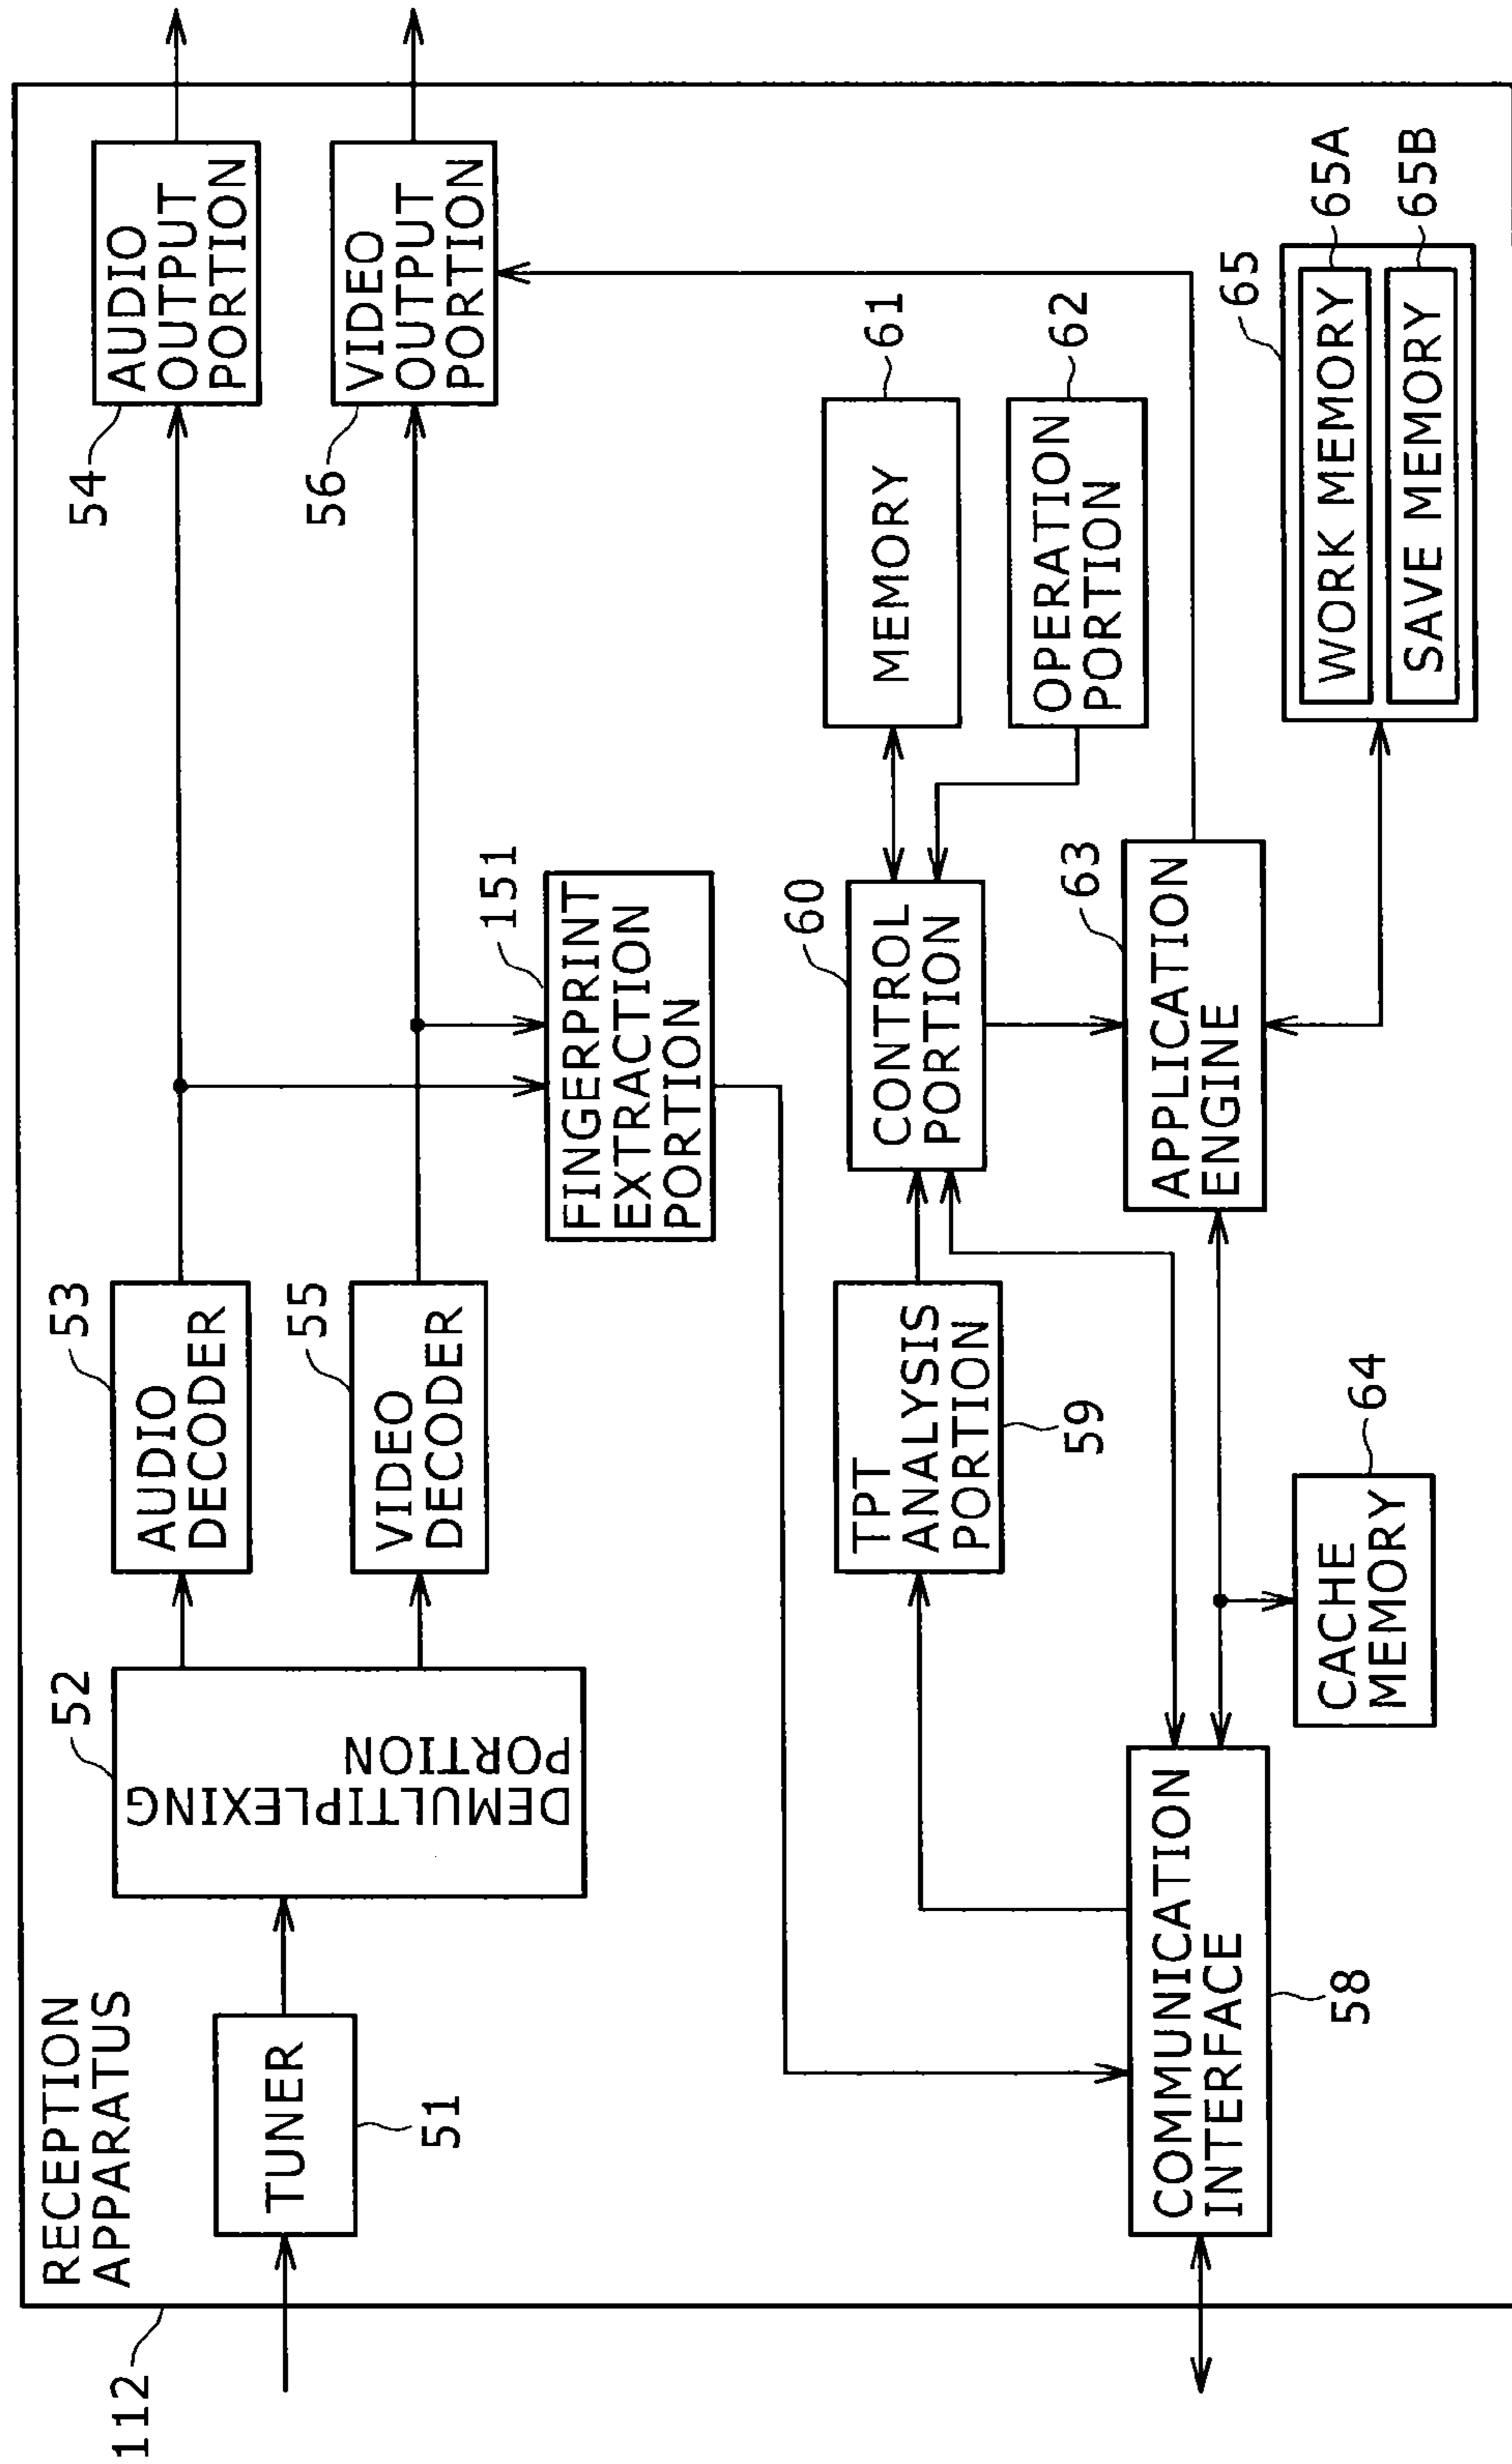 112
RECEPTION
APPARATUS
TUNER
51
52
DEMULTIPLEXING
PORTION
53
AUDIO
DECODER
55
VIDEO
DECODER
54
AUDIO
OUTPUT
PORTION
56
VIDEO
OUTPUT
PORTION
151
FINGERPRINT
EXTRACTION
PORTION
TPT
ANALYSIS
PORTION
59
60
CONTROL
PORTION
MEMORY
61
OPERATION
PORTION
62
COMMUNICATION
INTERFACE
58
CACHE
MEMORY
64
63
APPLICATION
ENGINE
65
WORK MEMORY
65A
SAVE MEMORY
65B